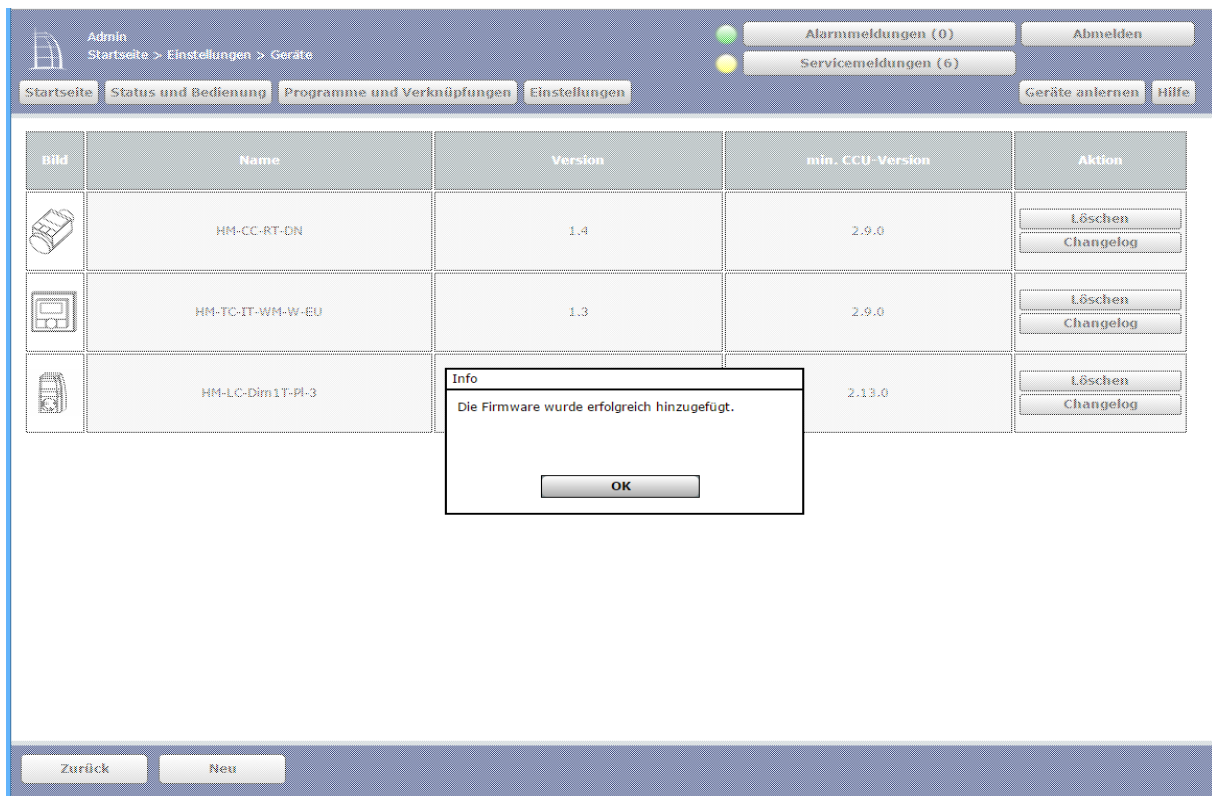 Admin
Startseite > Einstellungen > Geräte
Alarmmeldungen (0)
Abmelden
Servicemeldungen (6)
Startseite
Status und Bedienung
Programme und Verknüpfungen
Einstellungen
Geräte anlernen
Hilfe
Bild
Name
Version
min. CCU-Version
Aktion
HM-CC-RT-DN
1.4
2.9.0
Löschen
Changelog
HM-TC-IT-WM-W-EU
1.3
2.9.0
Löschen
Changelog
HM-LC-Dim1T-Pl-3
2.13.0
Löschen
Changelog
Info
Die Firmware wurde erfolgreich hinzugefügt.
OK
Zurück
Neu